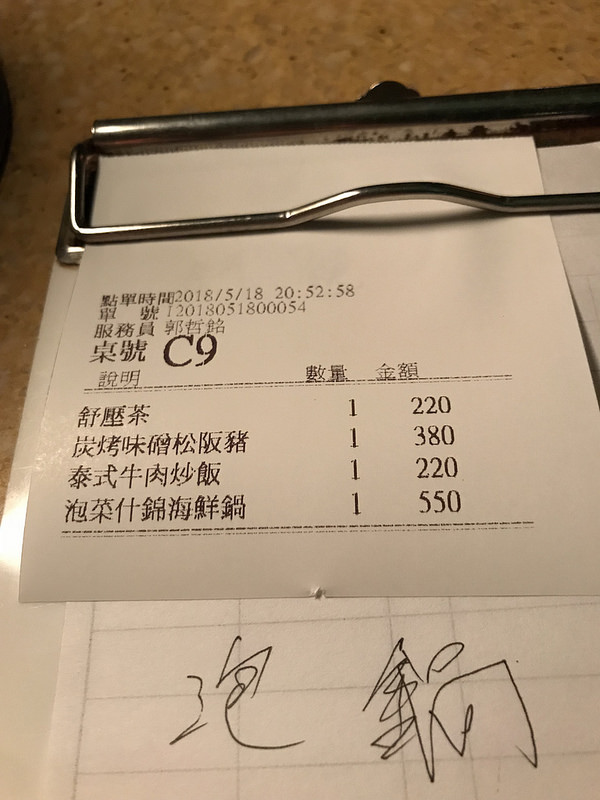 點單時間2018/5/18 20:52:58
單 號 12018051800054
服務員 郭哲銘
桌號 C9
說明 數量 金額
舒壓茶 1 220
炭烤味磳松阪豬 1 380
泰式牛肉炒飯 1 220
泡菜什錦海鮮鍋 1 550
泡 鍋